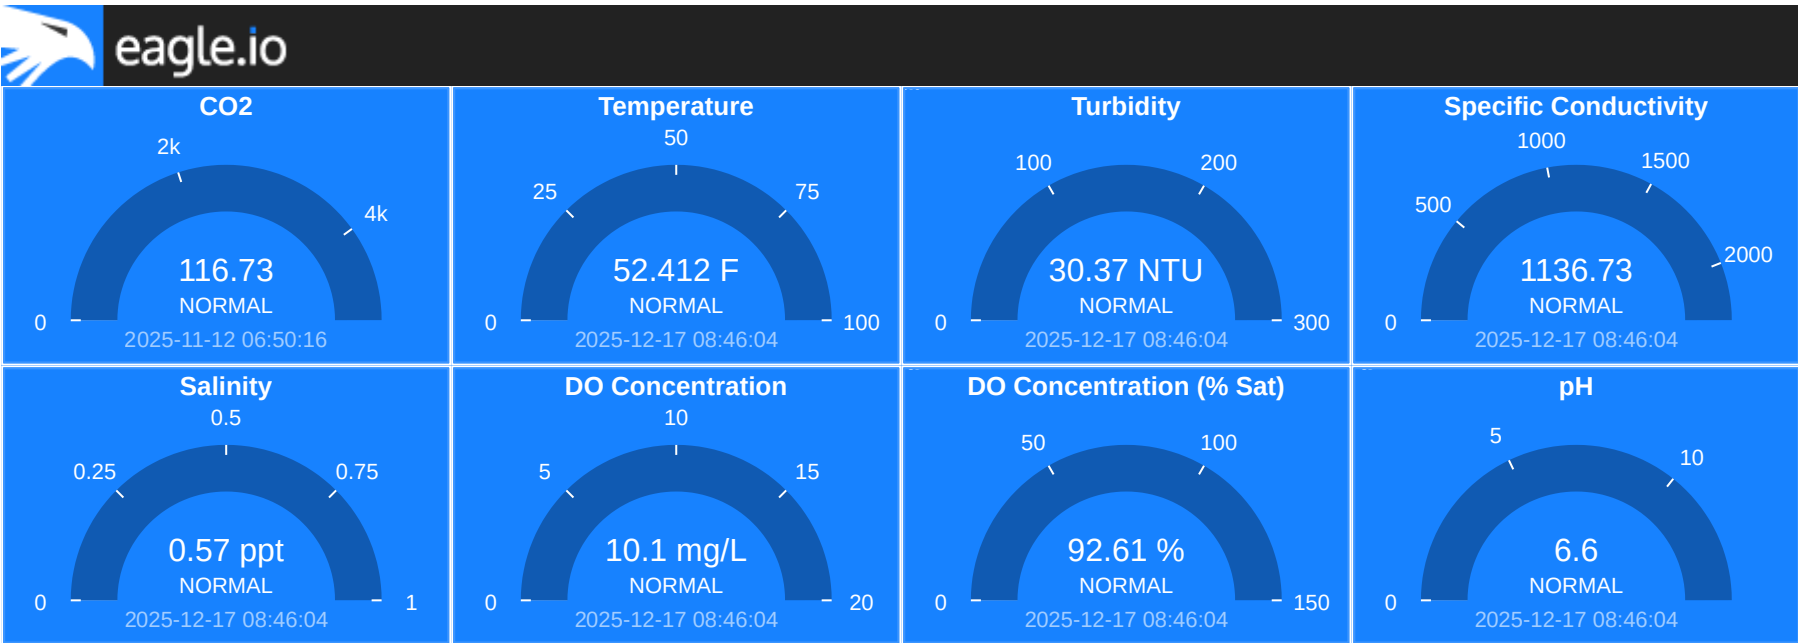 eagle.io
CO2
2k
4k
0
116.73
NORMAL
2025-11-12 06:50:16
Temperature
50
25
75
0
100
52.412 F
NORMAL
2025-12-17 08:46:04
Turbidity
100
200
0
300
30.37 NTU
NORMAL
2025-12-17 08:46:04
Specific Conductivity
1000
1500
500
2000
0
1136.73
NORMAL
2025-12-17 08:46:04
Salinity
0.5
0.25
0.75
0
1
0.57 ppt
NORMAL
2025-12-17 08:46:04
DO Concentration
10
5
15
0
20
10.1 mg/L
NORMAL
2025-12-17 08:46:04
DO Concentration (% Sat)
50
100
0
150
92.61 %
NORMAL
2025-12-17 08:46:04
pH
5
10
0
6.6
NORMAL
2025-12-17 08:46:04